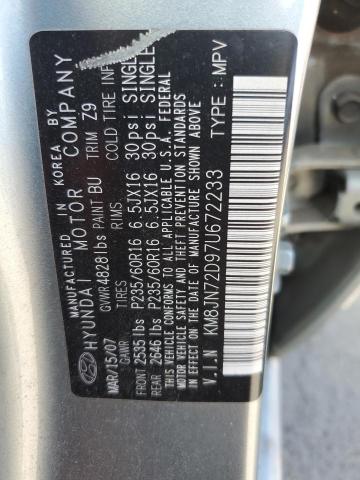 HYUNDAI MADE IN KOREA BY
MOTOR COMPANY
MAR/15/07 GVWR 4828lbs PAINT BU TRIM Z9
GAWR TIRES RIMS COLD TIRE INF
FRONT 2535 lbs P235/60R16 6.5JX16 30psi SINGLE
REAR 2646 lbs P235/60R16 6.5JX16 30psi SINGLE
THIS VEHICLE CONFORMS TO ALL APPLICABLE U.S.A. FEDERAL
MOTOR VEHICLE SAFETY, BUMPER AND THEFT PREVENTION
STANDARDS IN EFFECT ON THE DATE OF
MANUFACTURE SHOWN ABOVE.
V.I.N KM8JN72D97U672233 TYPE : MPV